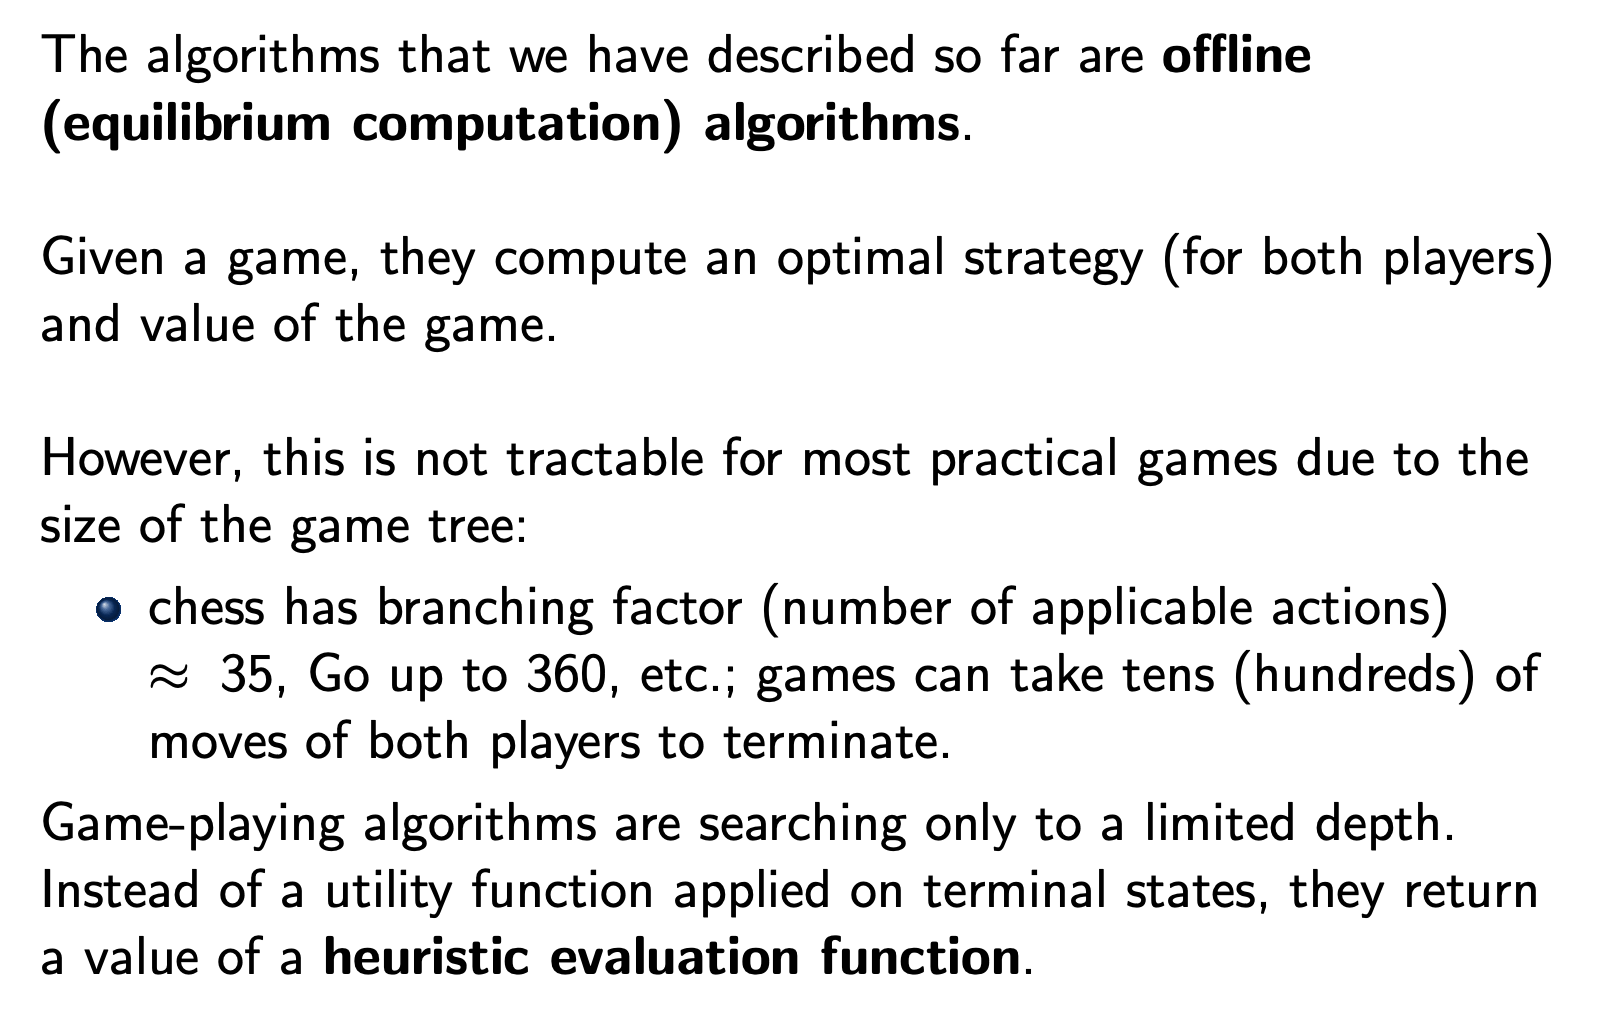 The algorithms that we have described so far are offline
(equilibrium computation) algorithms.
Given a game, they compute an optimal strategy (for both players)
and value of the game.
However, this is not tractable for most practical games due to the
size of the game tree:
chess has branching factor (number of applicable actions)
≈ 35, Go up to 360, etc.; games can take tens (hundreds) of
moves of both players to terminate.
Game-playing algorithms are searching only to a limited depth.
Instead of a utility function applied on terminal states, they return
a value of a heuristic evaluation function.